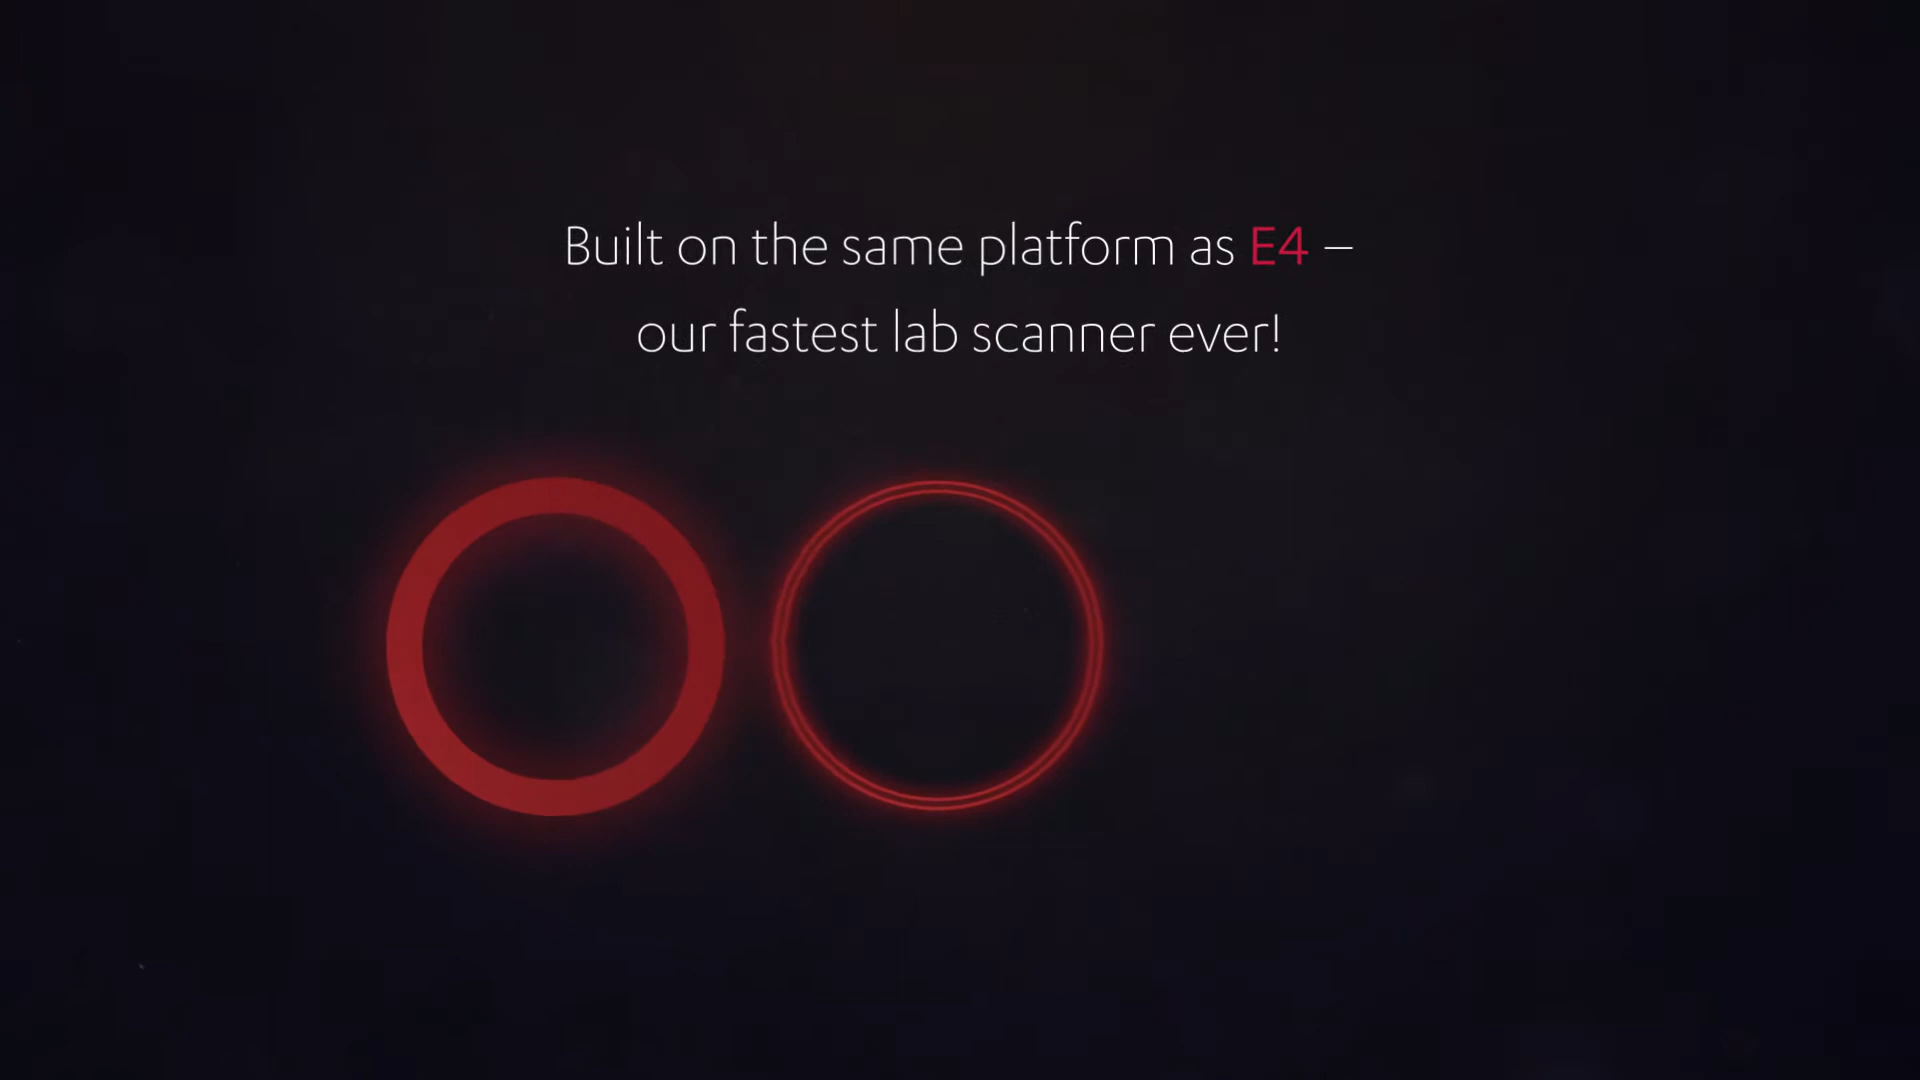 Built on the same platform as E4 –
our fastest lab scanner ever!